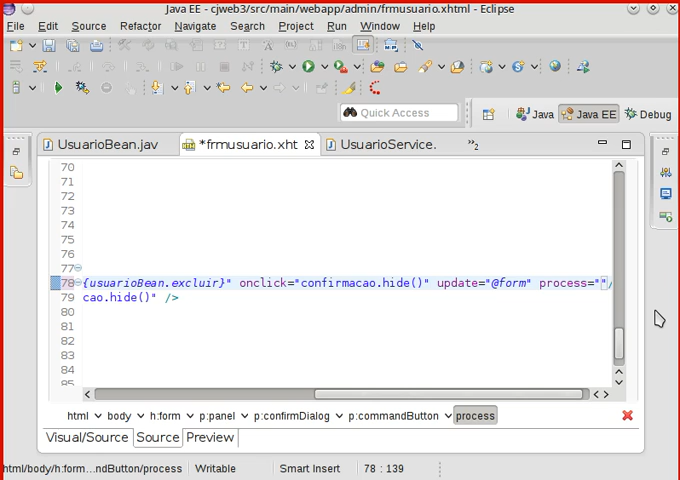 Java EE - cjweb3/src/main/webapp/admin/frmusuario.xhtml - Eclipse
File Edit Source Refactor Navigate Search Project Run Window Help
Quick Access
Java Java EE Debug
UsuarioBean.jav *frmusuario.xht UsuarioService. »2
70
71
72
73
74
75
76
77
78 {usuarioBean.excluir}" onclick="confirmacao.hide()" update="@form" process=""/
79 cao.hide()" />
80
81
82
83
84
85
html body h:form p:panel p:confirmDialog p:commandButton process
Visual/Source Source Preview
html/body/h:form...ndButton/process Writable Smart Insert 78 : 139